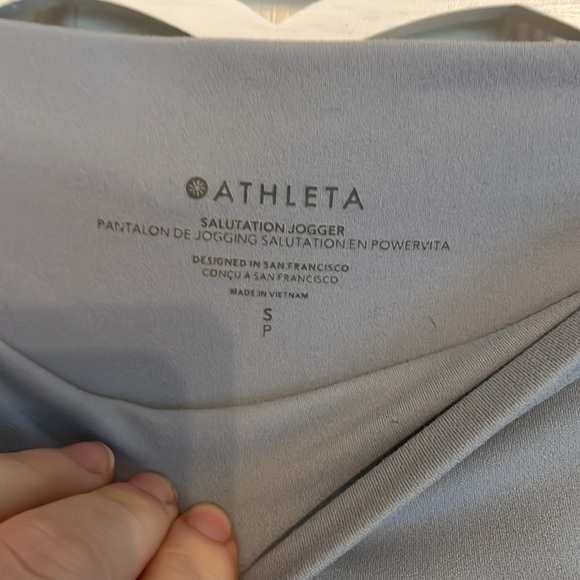 ATHLETA
SALUTATION JOGGER
PANTALON DE JOGGING SALUTATION EN POWERVITA
DESIGNED IN SAN FRANCISCO
CONÇU A SAN FRANCISCO
MADE IN VIETNAM
S
P